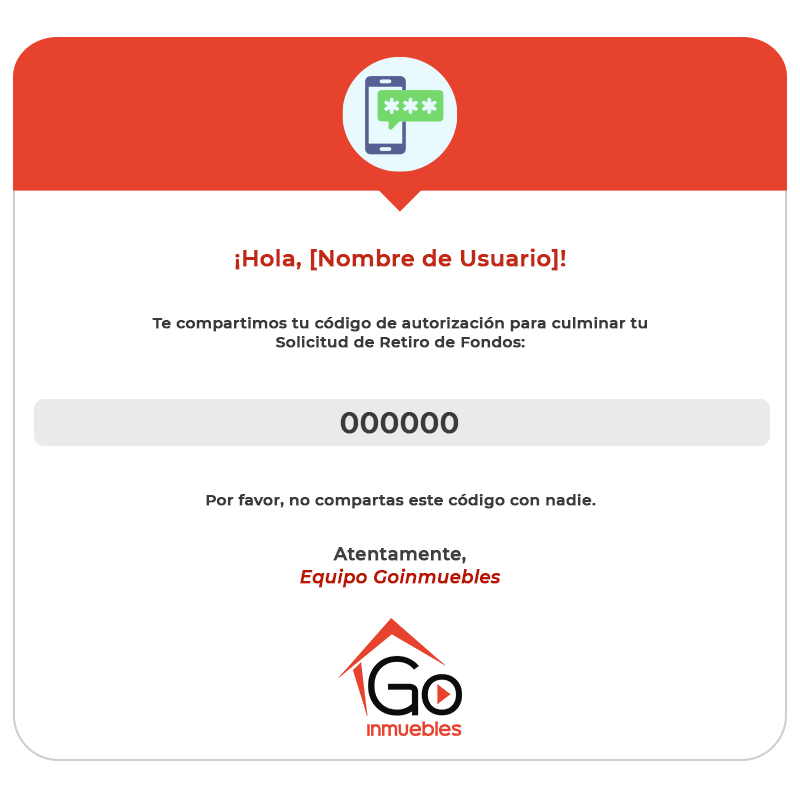 ***
¡Hola, [Nombre de Usuario]!
Te compartimos tu código de autorización para culminar tu
Solicitud de Retiro de Fondos:
000000
Por favor, no compartas este código con nadie.
Atentamente,
Equipo Goinmuebles
Go
inmuebles